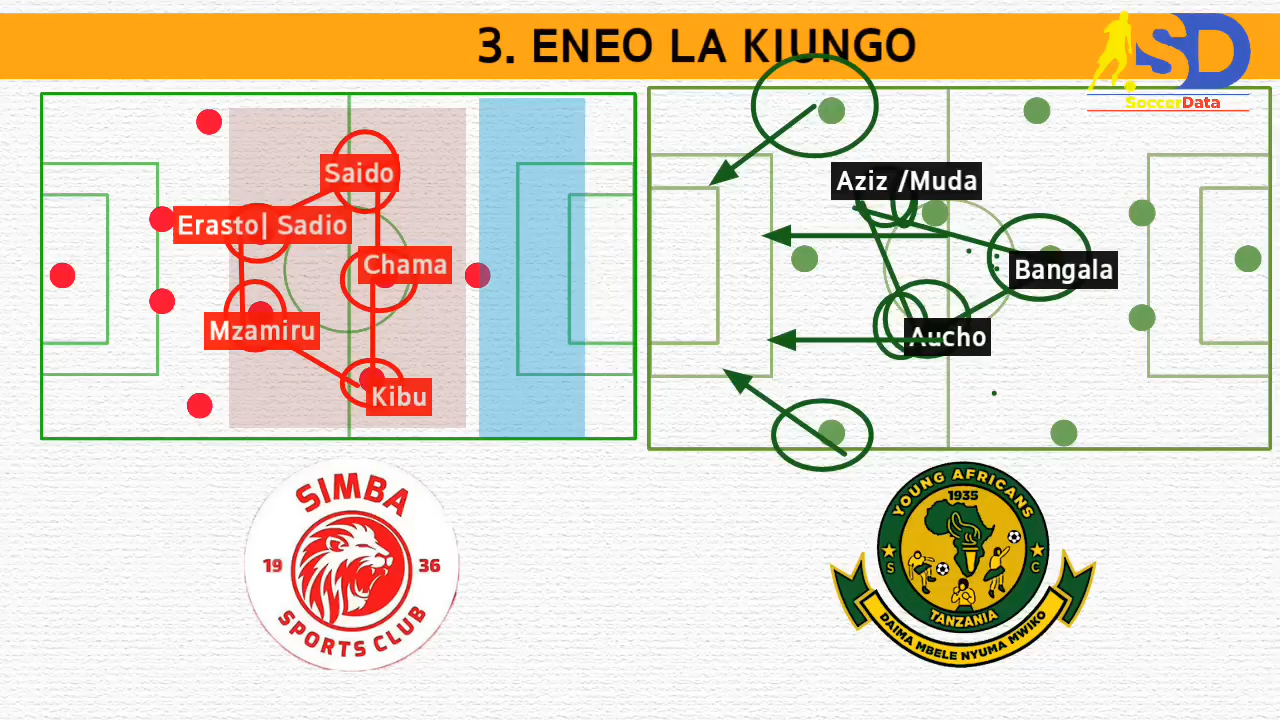 3. ENEO LA KIUNGO
SD
SoccerData
Saido
Erasto| Sadio
Chama
Mzamiru
Kibu
Aziz /Muda
Bangala
Aucho
SIMBA
19 36
SPORTS CLUB
YOUNG AFRICANS
1935
S C
TANZANIA
DAIMA MBELE NYUMA MWIKO